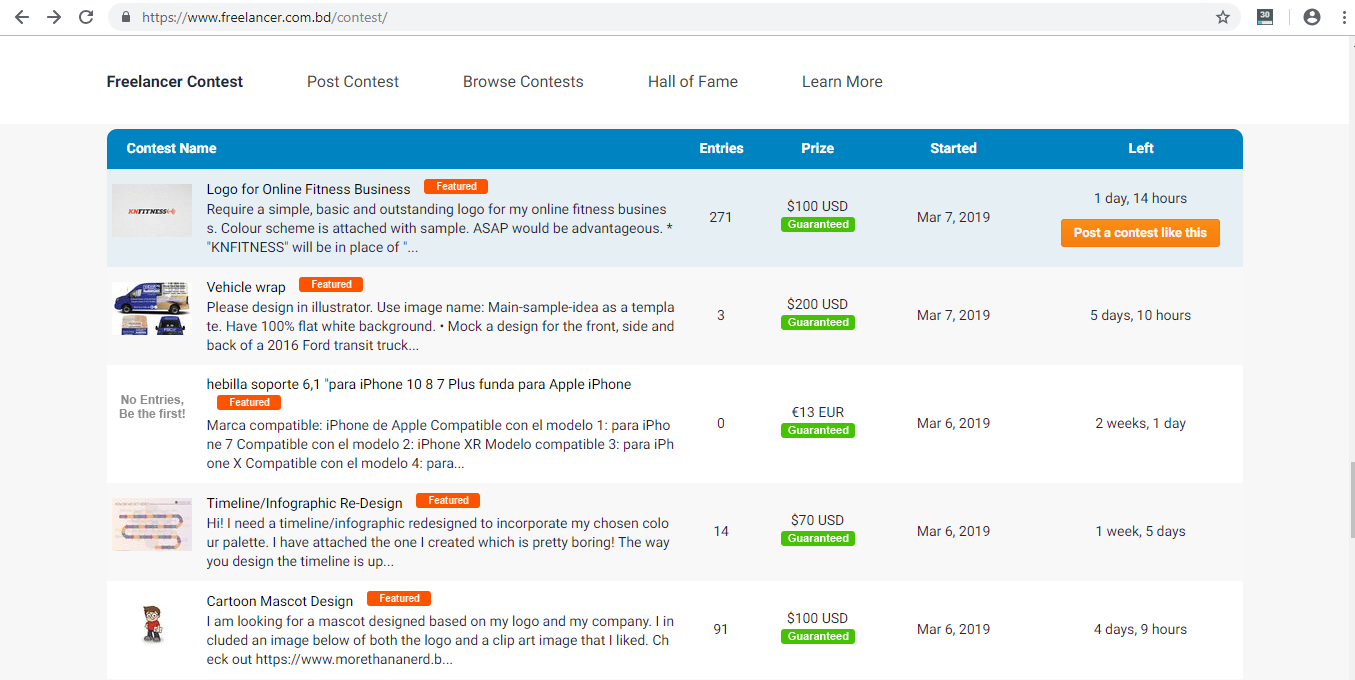 https://www.freelancer.com.bd/contest/
30
Freelancer Contest
Post Contest
Browse Contests
Hall of Fame
Learn More
Contest Name
Entries
Prize
Started
Left
KNFITNESS
Logo for Online Fitness Business Featured
Require a simple, basic and outstanding logo for my online fitness busines
s. Colour scheme is attached with sample. ASAP would be advantageous. *
"KNFITNESS" will be in place of "...
271
$100 USD
Guaranteed
Mar 7, 2019
1 day, 14 hours
Post a contest like this
Vehicle wrap Featured
Please design in illustrator. Use image name: Main-sample-idea as a templa
te. Have 100% flat white background. • Mock a design for the front, side and
back of a 2016 Ford transit truck...
3
$200 USD
Guaranteed
Mar 7, 2019
5 days, 10 hours
No Entries,
Be the first!
hebilla soporte 6,1 "para iPhone 10 8 7 Plus funda para Apple iPhone
Featured
Marca compatible: iPhone de Apple Compatible con el modelo 1: para iPho
ne 7 Compatible con el modelo 2: iPhone XR Modelo compatible 3: para iPh
one X Compatible con el modelo 4: para...
0
€13 EUR
Guaranteed
Mar 6, 2019
2 weeks, 1 day
Timeline/Infographic Re-Design Featured
Hi! I need a timeline/infographic redesigned to incorporate my chosen colo
ur palette. I have attached the one I created which is pretty boring! The way
you design the timeline is up...
14
$70 USD
Guaranteed
Mar 6, 2019
1 week, 5 days
Cartoon Mascot Design Featured
I am looking for a mascot designed based on my logo and my company. I in
cluded an image below of both the logo and a clip art image that I liked. Ch
eck out https://www.morethananerd.b...
91
$100 USD
Guaranteed
Mar 6, 2019
4 days, 9 hours